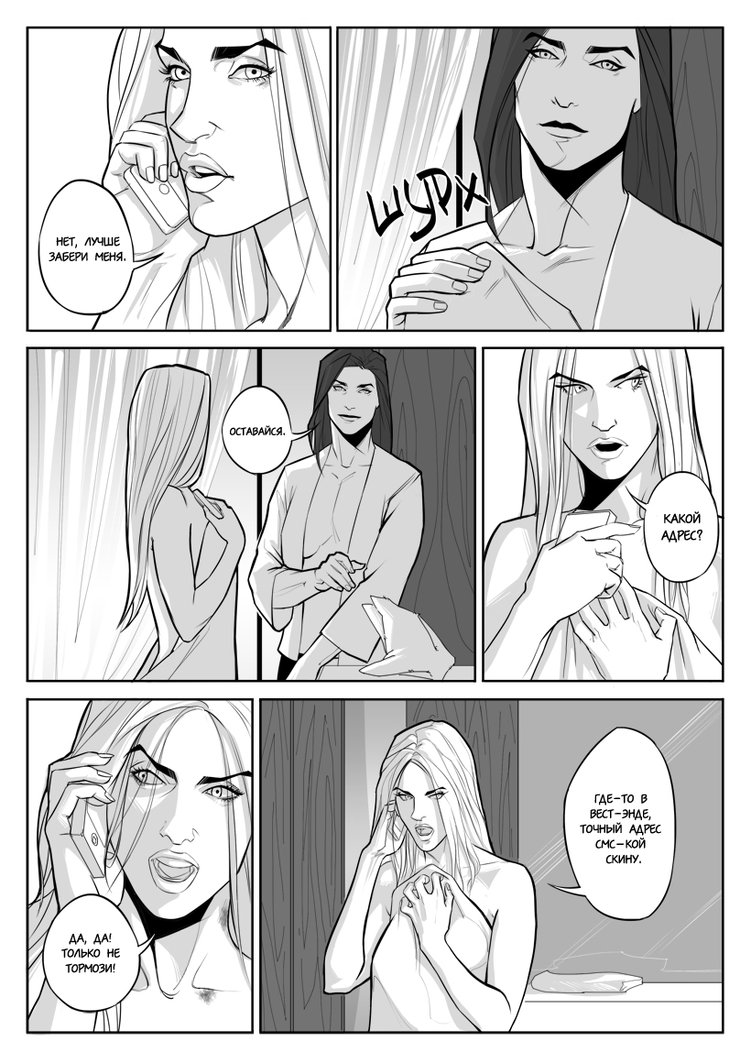 НЕТ, ЛУЧШЕ
ЗАБЕРИ МЕНЯ.
ШУРХ
ОСТАВАЙСЯ.
КАКОЙ
АДРЕС?
ДА, ДА!
ТОЛЬКО НЕ
ТОРМОЗИ!
ГДЕ-ТО В
ВЕСТ-ЭНДЕ,
ТОЧНЫЙ АДРЕС
СМС-КОЙ
СКИНУ.